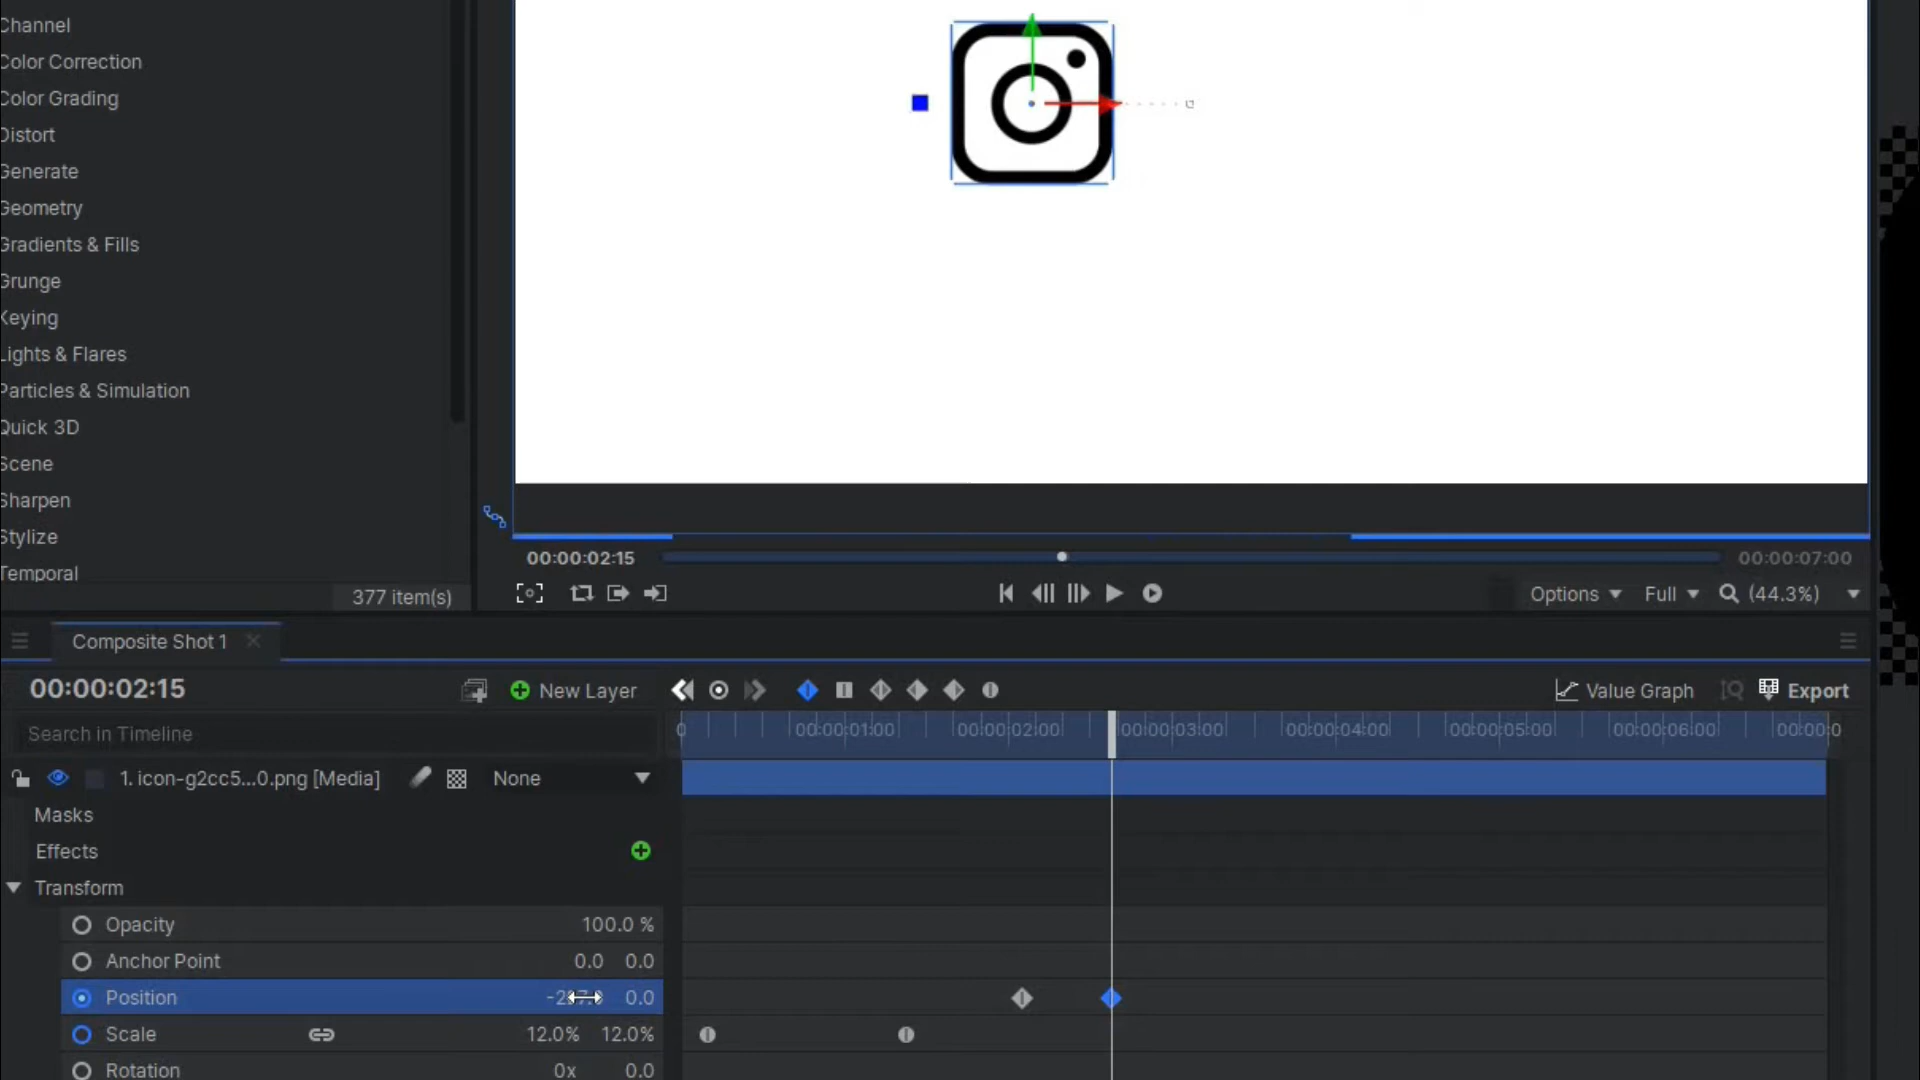 Channel
Color Correction
Color Grading
Distort
Generate
Geometry
Gradients & Fills
Grunge
Keying
Lights & Flares
Particles & Simulation
Quick 3D
Scene
Sharpen
Stylize
Temporal
377 item(s)
00:00:02:15
00:00:07:00
Options
Full
(44.3%)
Composite Shot 1
00:00:02:15
New Layer
Value Graph
Export
Search in Timeline
0
00:00:01:00
00:00:02:00
00:00:03:00
00:00:04:00
00:00:05:00
00:00:06:00
00:00:0
1. icon-g2cc5...0.png [Media]
None
Masks
Effects
Transform
Opacity
100.0 %
Anchor Point
0.0 0.0
Position
0.0
Scale
12.0% 12.0%
Rotation
0x 0.0